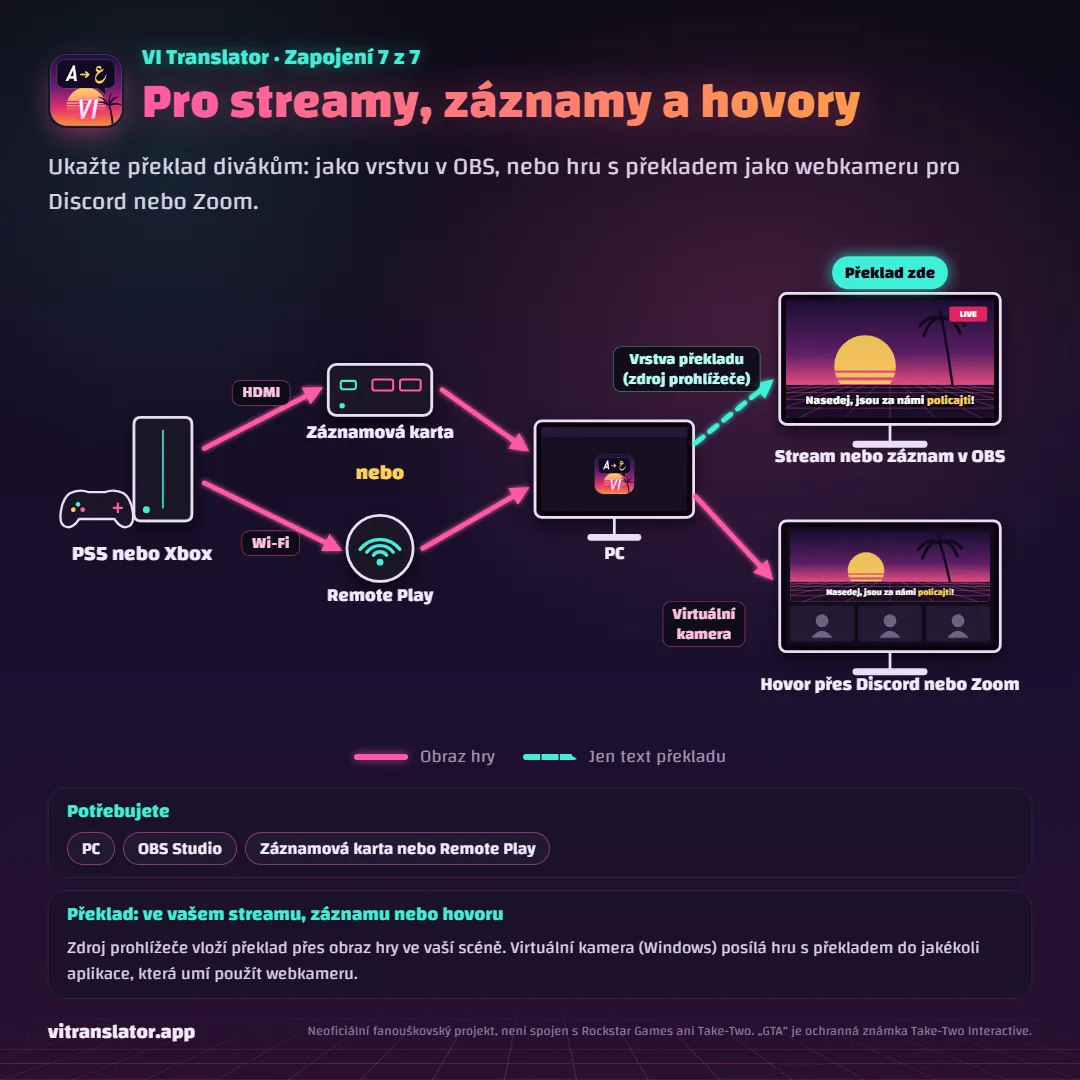 A→ع
VI
VI Translator · Zapojení 7 z 7
Pro streamy, záznamy a hovory
Ukažte překlad divákům: jako vrstvu v OBS, nebo hru s překladem jako webkameru pro
Discord nebo Zoom.
Překlad zde
LIVE
Nasedej, jsou za námi policajti!
Stream nebo záznam v OBS
Vrstva překladu
(zdroj prohlížeče)
HDMI
Záznamová karta
nebo
A→ع
VI
PC
PS5 nebo Xbox
Wi-Fi
Remote Play
Virtuální
kamera
Nasedej, jsou za námi policajti!
Hovor přes Discord nebo Zoom
Obraz hry
Jen text překladu
Potřebujete
PC
OBS Studio
Záznamová karta nebo Remote Play
Překlad: ve vašem streamu, záznamu nebo hovoru
Zdroj prohlížeče vloží překlad přes obraz hry ve vaší scéně. Virtuální kamera (Windows) posílá hru s překladem do jakékoli
aplikace, která umí použít webkameru.
vitranslator.app
Neoficiální fanouškovský projekt, není spojen s Rockstar Games ani Take-Two. „GTA“ je ochranná známka Take-Two Interactive.